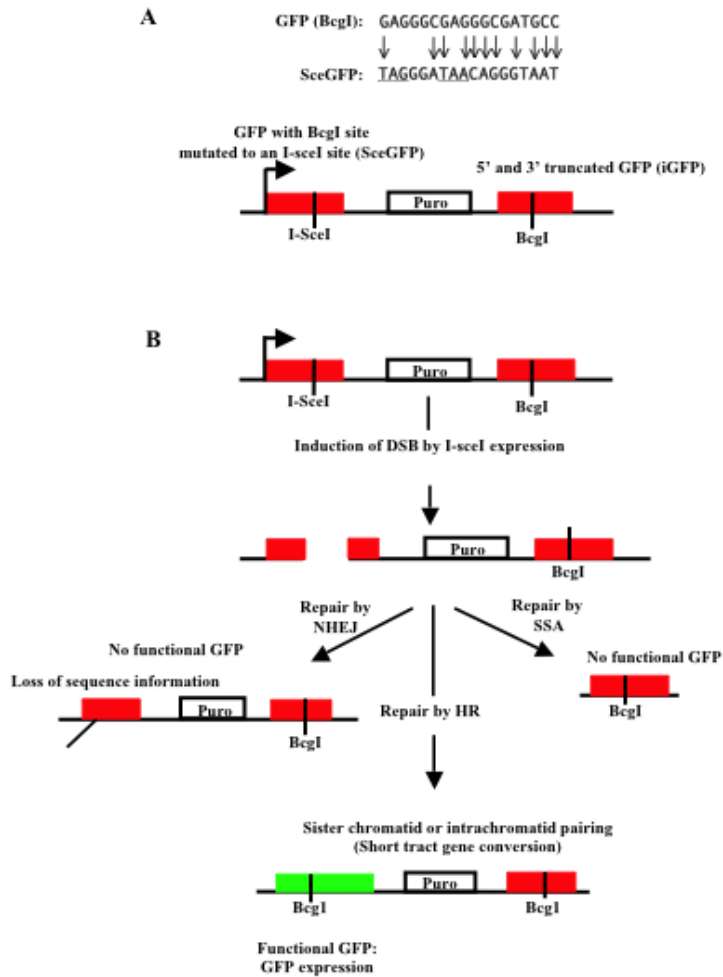 A
GFP (BcgI): GAGGGCGAGGGCGATGCC
SceGFP: TAGGGATAACAGGGTAAT
GFP with BcgI site
mutated to an I-sceI site (SceGFP)
5' and 3' truncated GFP (iGFP)
Puro
I-SceI
BcgI
B
Puro
I-SceI
BcgI
Induction of DSB by I-sceI expression
Puro
BcgI
Repair by
NHEJ
Repair by
SSA
No functional GFP
No functional GFP
Loss of sequence information
Puro
BcgI
BcgI
Repair by HR
Sister chromatid or intrachromatid pairing
(Short tract gene conversion)
Puro
Bcg1
Bcg1
Functional GFP:
GFP expression